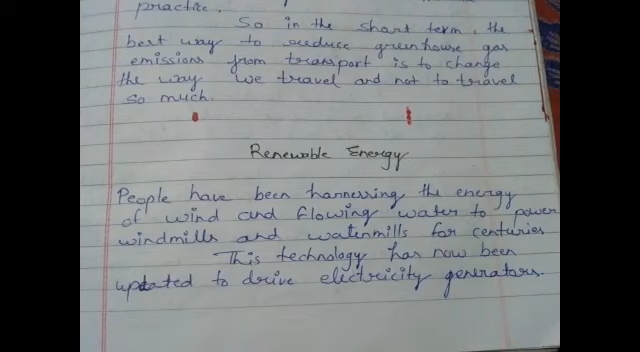 practice.
So in the short term, the
best way to reduce greenhouse gas
emissions from transport is to change
the way we travel and not to travel
so much.
Renewable Energy
People have been harnessing the energy
of wind and flowing water to power
windmills and watermills for centuries
This technology has now been
updated to drive electricity generators.